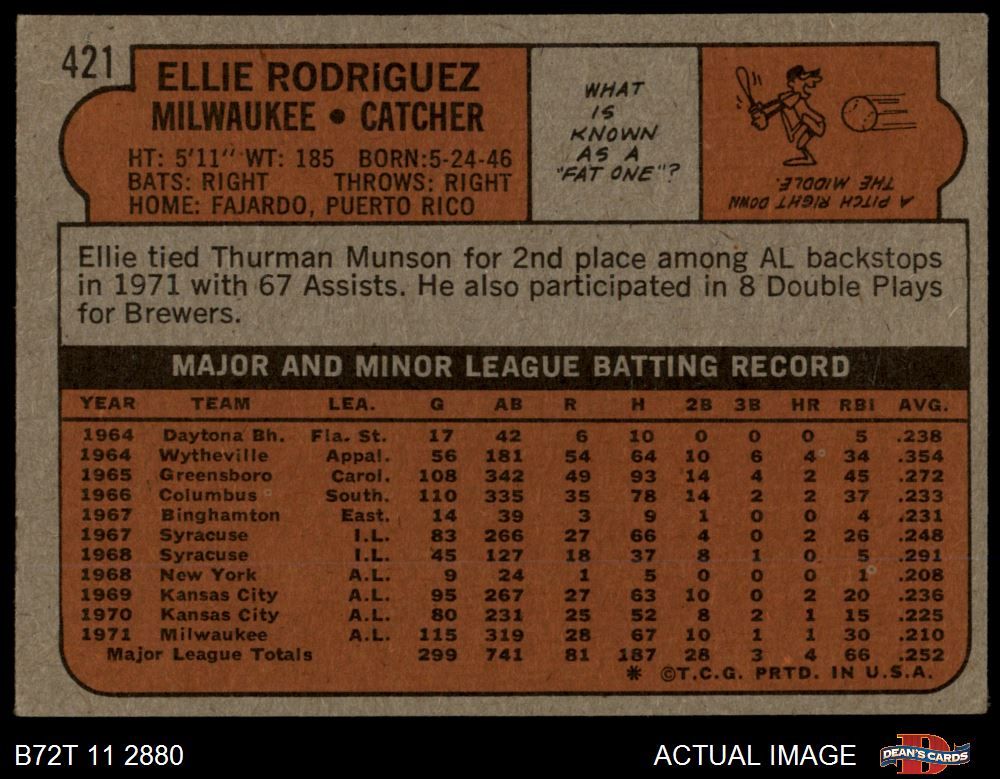 421
ELLIE RODRiGUEZ
MILWAUKEE • CATCHER
HT: 5'11" WT: 185 BORN:5-24-46
BATS: RIGHT THROWS: RIGHT
HOME: FAJARDO, PUERTO RICO
WHAT
IS
KNOWN
AS A
"FAT ONE"?
A PITCH RIGHT DOWN
THE MIDDLE.
Ellie tied Thurman Munson for 2nd place among AL backstops
in 1971 with 67 Assists. He also participated in 8 Double Plays
for Brewers.
MAJOR AND MINOR LEAGUE BATTING RECORD
YEAR TEAM LEA. G AB R H 2B 3B HR RBI AVG.
1964 Daytona Bh. Fla. St. 17 42 6 10 0 0 0 5 .238
1964 Wytheville Appal. 56 181 54 64 10 6 4 34 .354
1965 Greensboro Carol. 108 342 49 93 14 4 2 45 .272
1966 Columbus South. 110 335 35 78 14 2 2 37 .233
1967 Binghamton East. 14 39 3 9 1 0 0 4 .231
1967 Syracuse I.L. 83 266 27 66 4 0 2 26 .248
1968 Syracuse I.L. 45 127 18 37 8 1 0 5 .291
1968 New York A.L. 9 24 1 5 0 0 0 1 .208
1969 Kansas City A.L. 95 267 27 63 10 0 2 20 .236
1970 Kansas City A.L. 80 231 25 52 8 2 1 15 .225
1971 Milwaukee A.L. 115 319 28 67 10 1 1 30 .210
Major League Totals 299 741 81 187 28 3 4 66 .252
* ©T.C.G. PRTD. IN U.S.A.
B72T 11 2880
ACTUAL IMAGE
DEAN'S CARDS